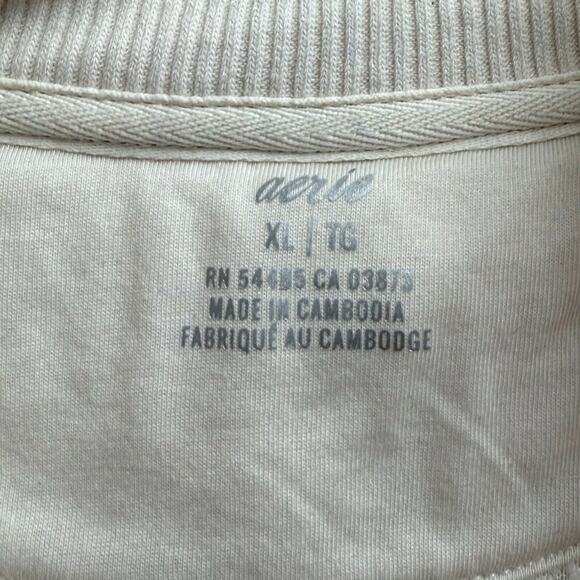 aerie
XL | TG
RN 54485 CA 03873
MADE IN CAMBODIA
FABRIQUÉ AU CAMBODGE